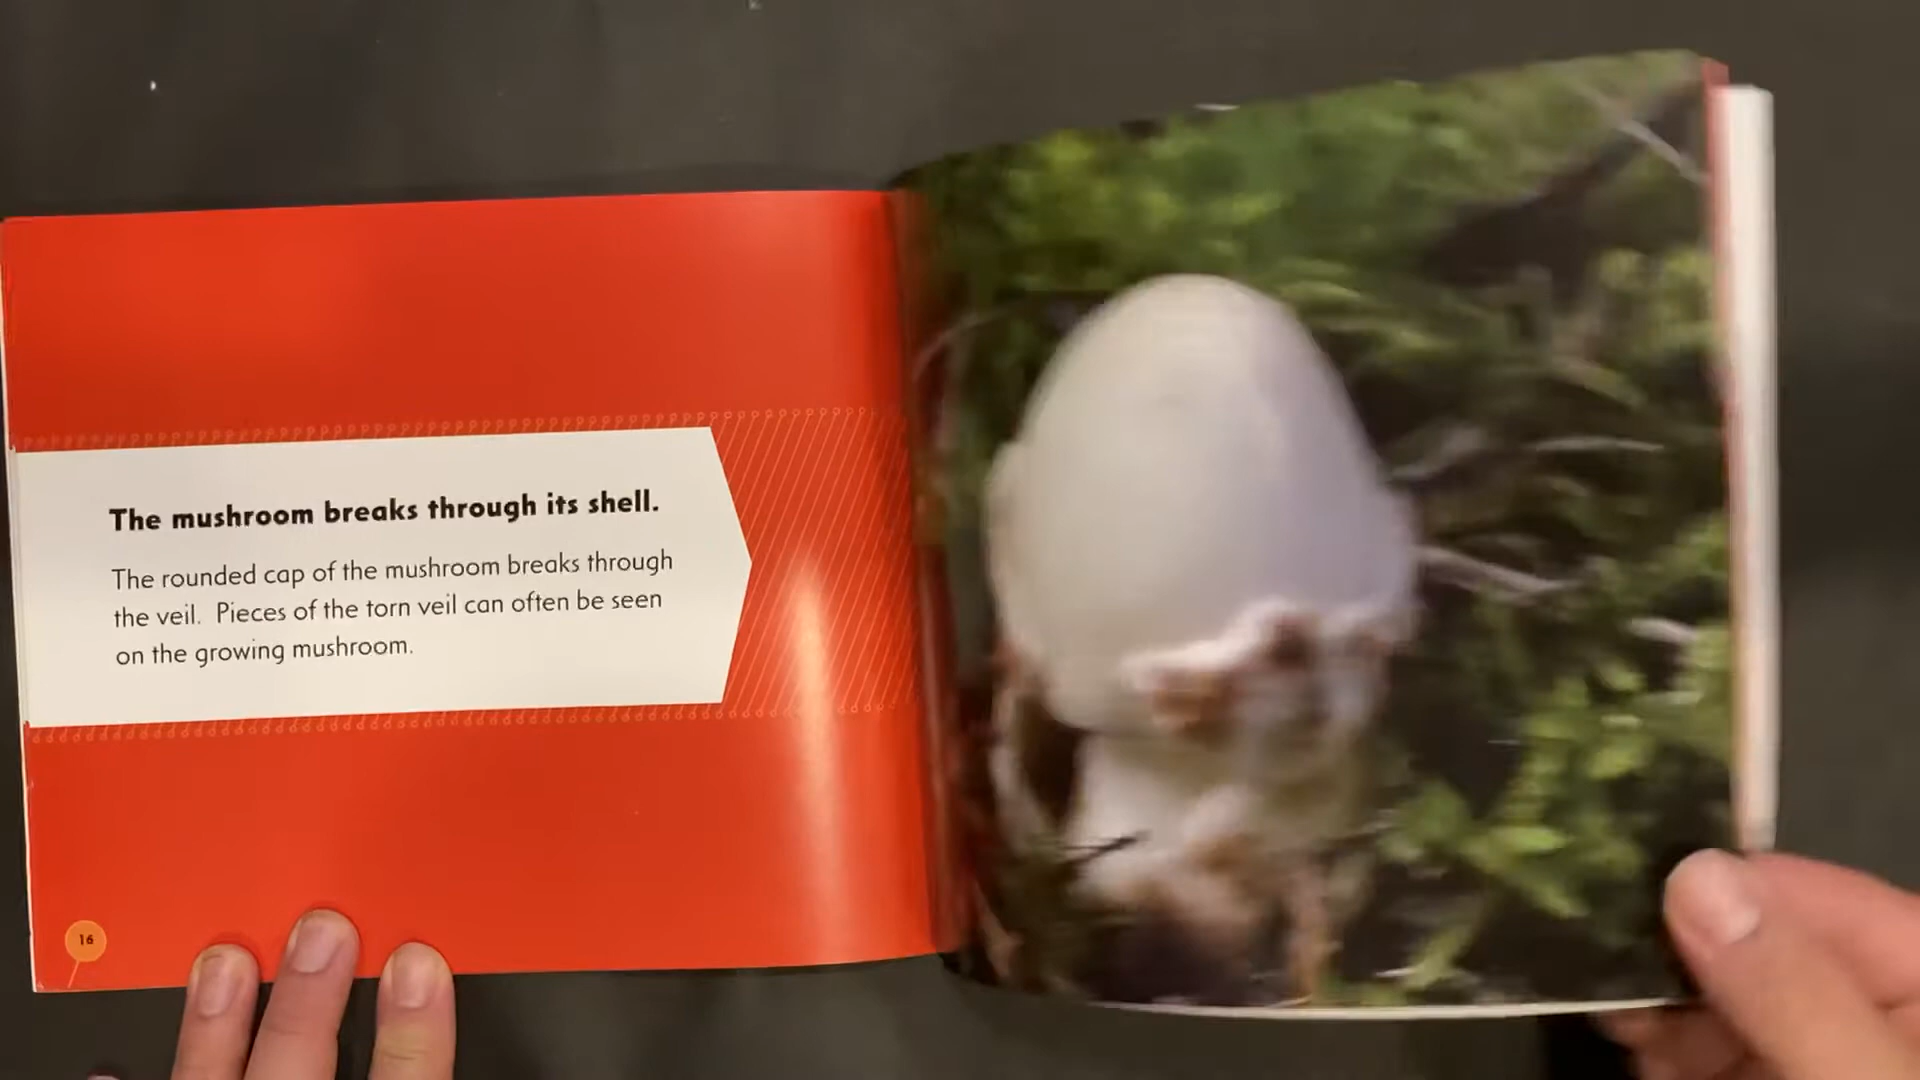 The mushroom breaks through its shell.
The rounded cap of the mushroom breaks through
the veil. Pieces of the torn veil can often be seen
on the growing mushroom.
16